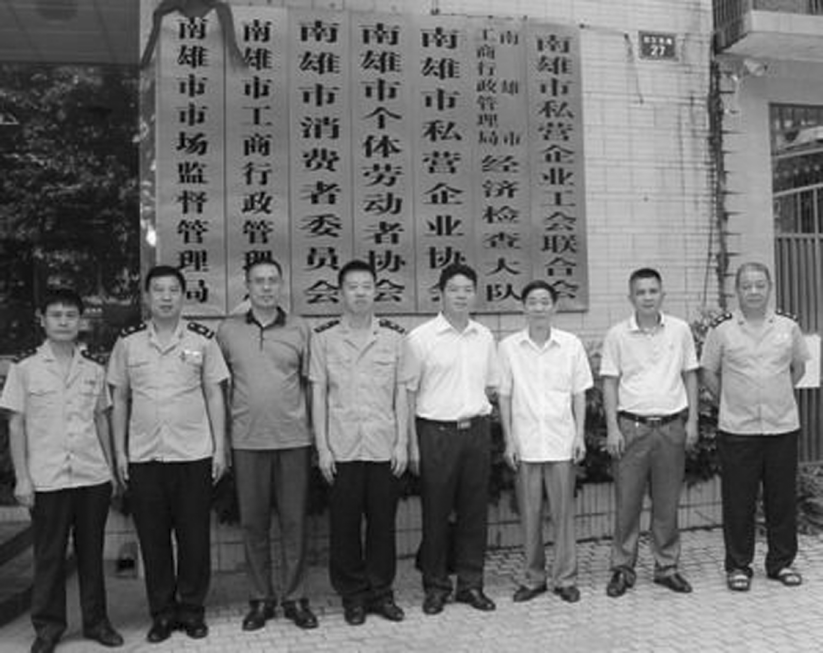 南雄市市场监督管理局
南雄市工商行政管理
南雄市消费者委员会
南雄市个体劳动者协会
南雄市私营企业协会
南雄市
工商行政管理局
经济检查大队
南雄市私营企业工会联合会
27